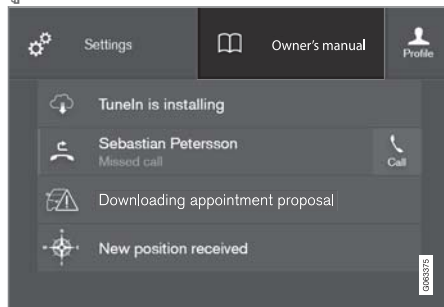 Settings
Owner's manual
Profile
TuneIn is installing
Sebastian Petersson
Missed call
Call
Downloading appointment proposal
New position received
G063375